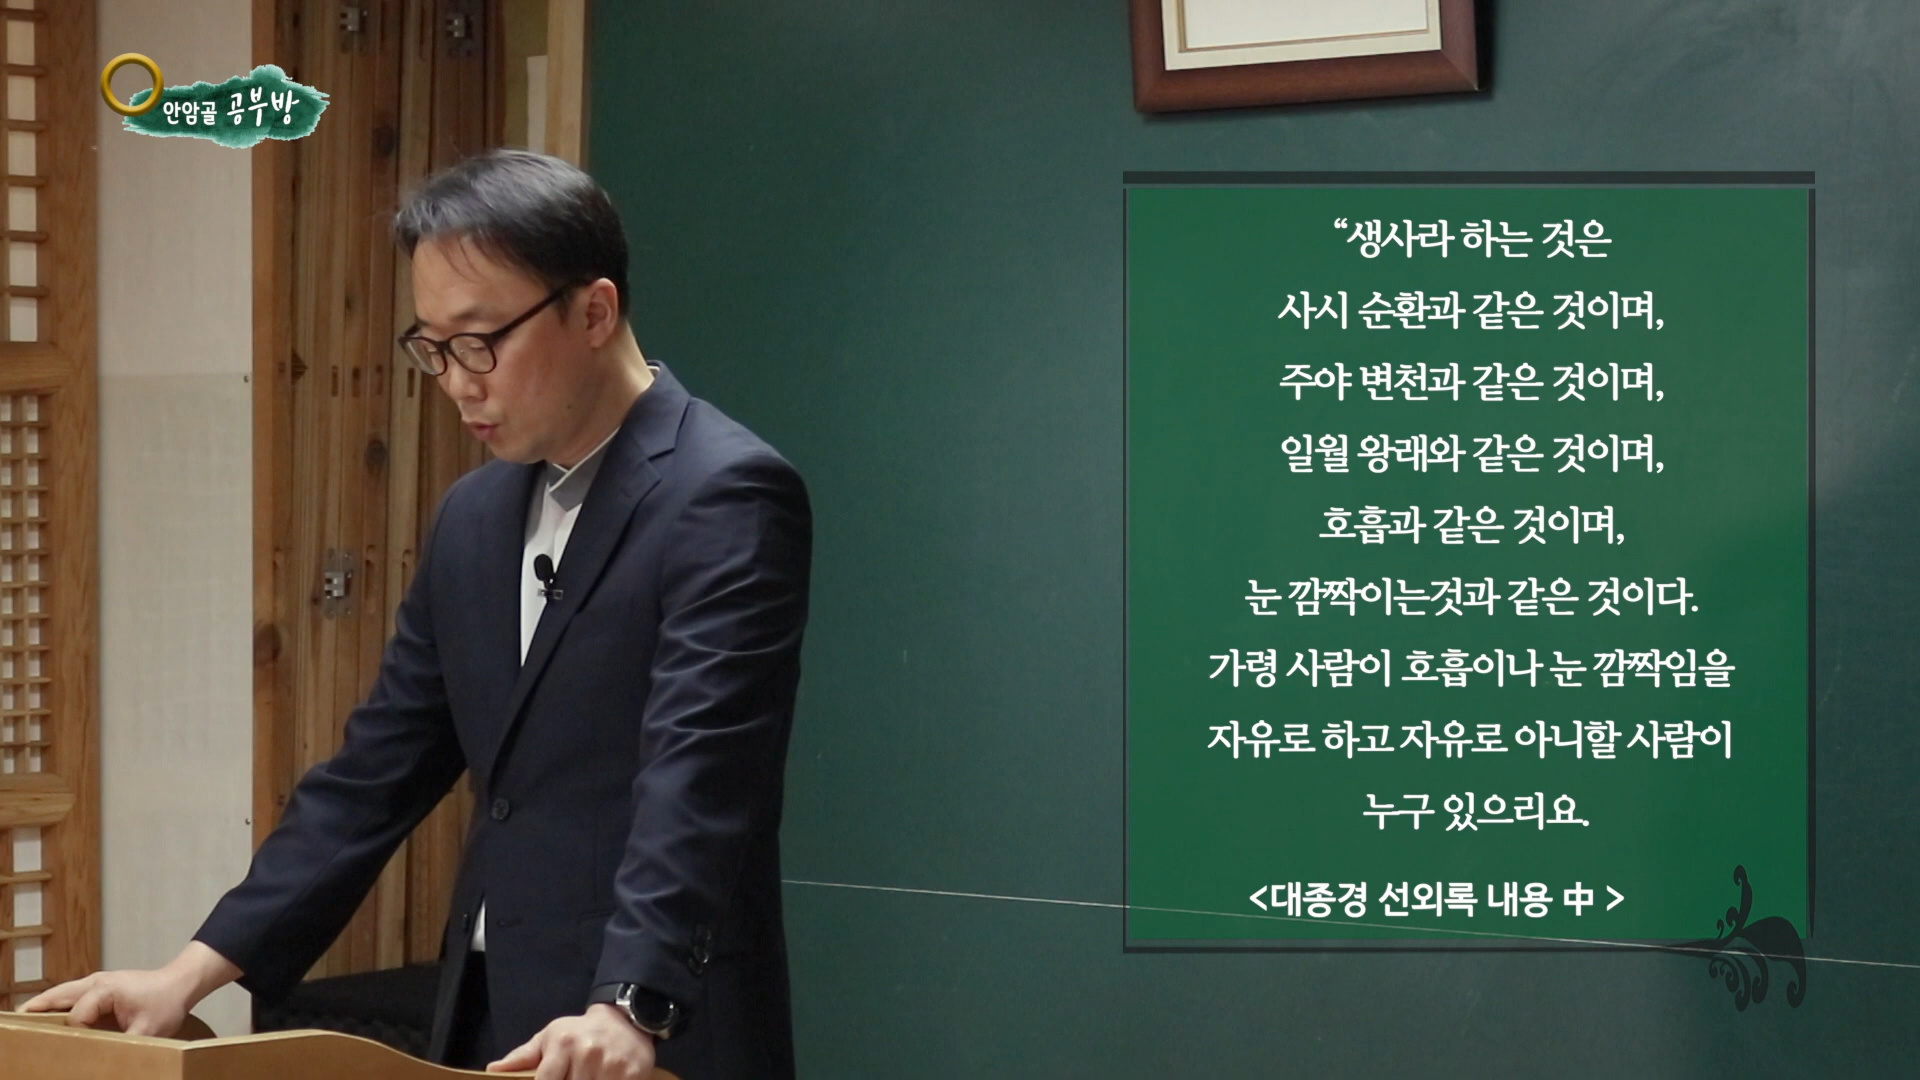 안암골 공부방
“생사라 하는 것은
사시 순환과 같은 것이며,
주야 변천과 같은 것이며,
일월 왕래와 같은 것이며,
호흡과 같은 것이며,
눈 깜짝이는것과 같은 것이다.
가령 사람이 호흡이나 눈 깜짝임을
자유로 하고 자유로 아니할 사람이
누구 있으리요.
<대종경 선외록 내용 中 >